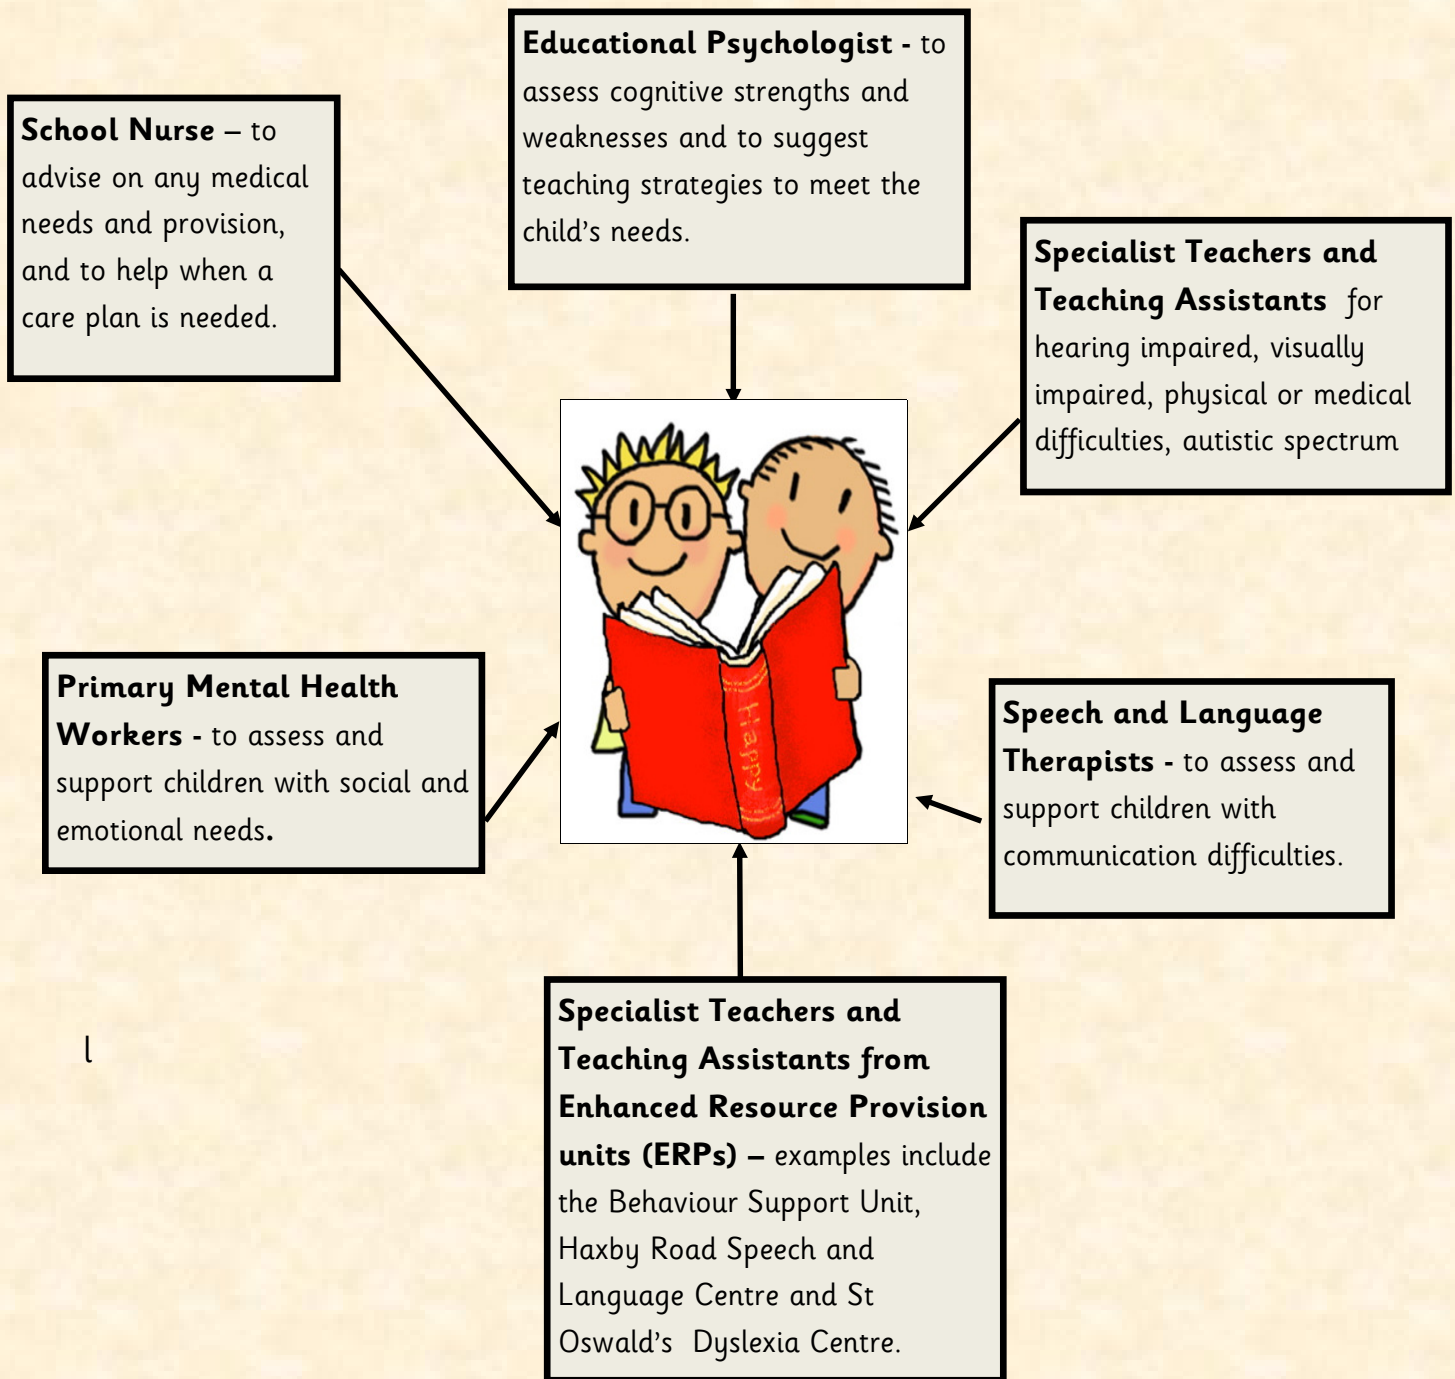 Educational Psychologist - to
assess cognitive strengths and
weaknesses and to suggest
teaching strategies to meet the
child's needs.
School Nurse – to
advise on any medical
needs and provision,
and to help when a
care plan is needed.
Specialist Teachers and
Teaching Assistants for
hearing impaired, visually
impaired, physical or medical
difficulties, autistic spectrum
Happy
Primary Mental Health
Workers - to assess and
support children with social and
emotional needs.
Speech and Language
Therapists - to assess and
support children with
communication difficulties.
l
Specialist Teachers and
Teaching Assistants from
Enhanced Resource Provision
units (ERPs) – examples include
the Behaviour Support Unit,
Haxby Road Speech and
Language Centre and St
Oswald's Dyslexia Centre.